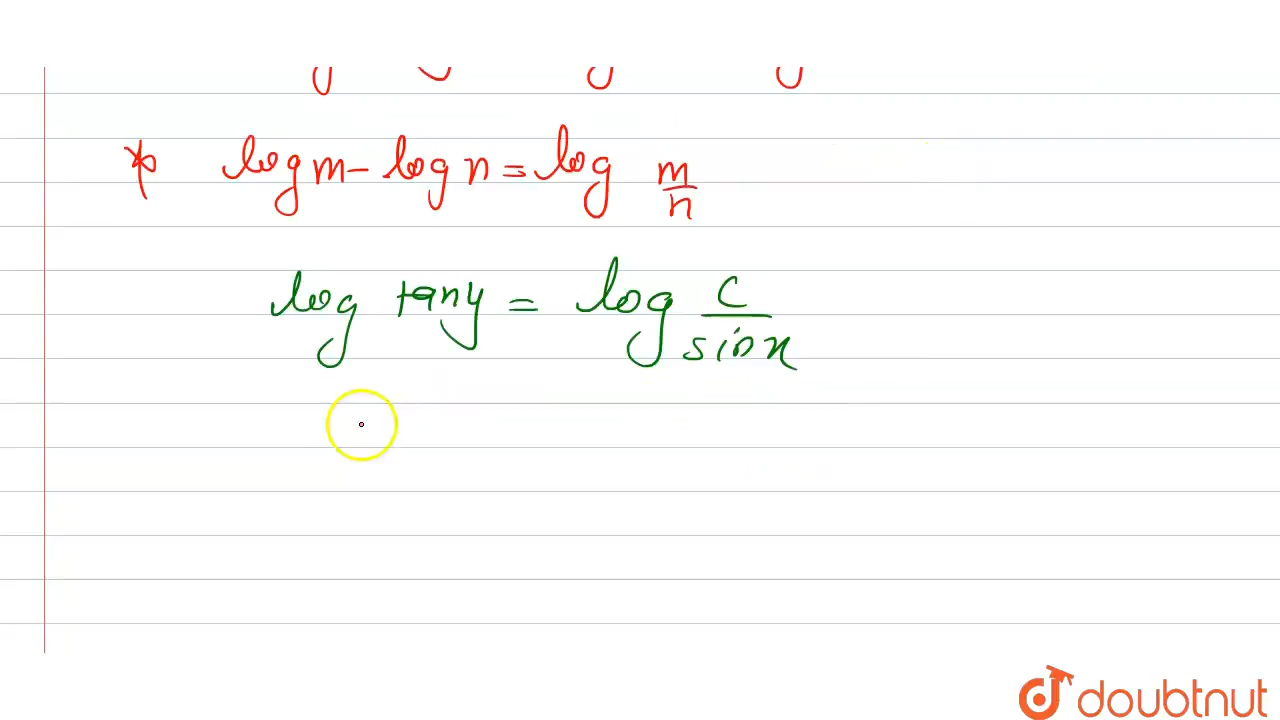 * log m - log n = log m/n
log tany = log c/sinx
doubtnut